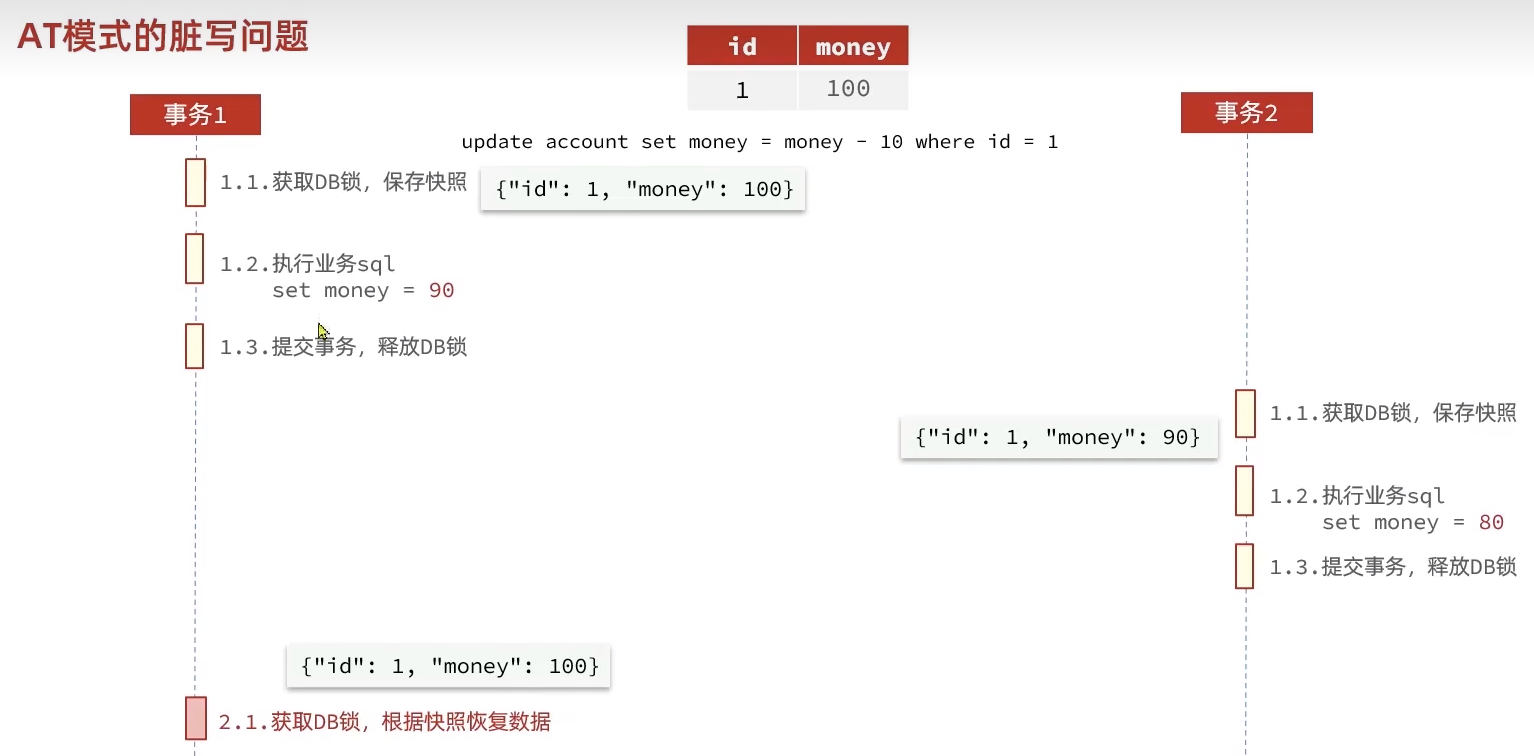 AT模式的脏写问题
id money
1 100
事务1
事务2
update account set money = money - 10 where id = 1
1.1.获取DB锁，保存快照
{"id": 1, "money": 100}
1.2.执行业务sql
set money = 90
1.3.提交事务，释放DB锁
1.1.获取DB锁，保存快照
{"id": 1, "money": 90}
1.2.执行业务sql
set money = 80
1.3.提交事务，释放DB锁
{"id": 1, "money": 100}
2.1.获取DB锁，根据快照恢复数据